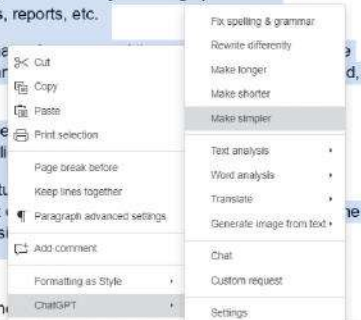 s, reports, etc.
Cut
Copy
Paste
Print selection
Page break before
Keep lines together
Paragraph advanced settings
Add comment
Formatting as Style
ChatGPT
Fix spelling & grammar
Rewrite differently
Make longer
Make shorter
Make simpler
Text analysis
Word analysis
Translate
Generate image from text
Chat
Custom request
Settings